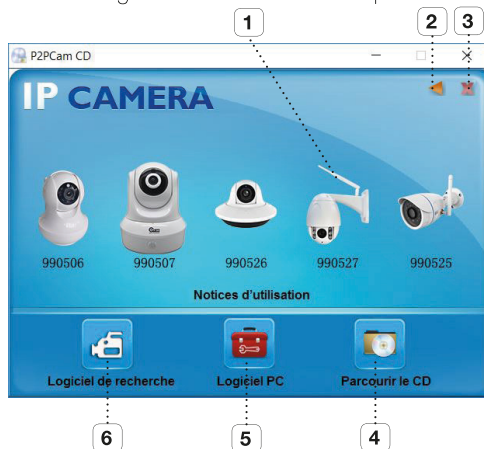 1 2 3
P2PCam CD
IP CAMERA
990506 990507 990526 990527 990525
Notices d'utilisation
Logiciel de recherche Logiciel PC Parcourir le CD
6 5 4